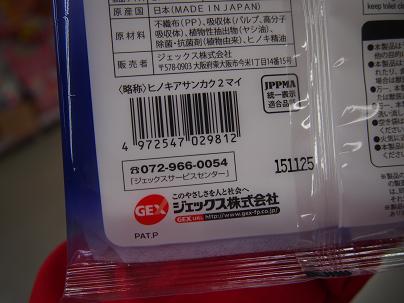 原産国 日本(MADE IN JAPAN)
原材料 不織布(PP)、吸収体(パルプ、高分子
吸収体)、植物性抽出物(ヤシ油)、
除菌・抗菌剤(植物由来)、ヒノキ精油
販売者 ジェックス株式会社
〒578-0903 大阪府東大阪市今米1丁目14番15号
〈略称〉ヒノキアサンカク2マイ
4 972547 029812
JPPMA
統一表示
適合品
☎072-966-0054
「ジェックスサービスセンター」
151125
このやさしさを人と社会へ
GEX ジェックス株式会社
GEX URL http://www.gex-fp.co.jp/
PAT.P
keep toilet cl